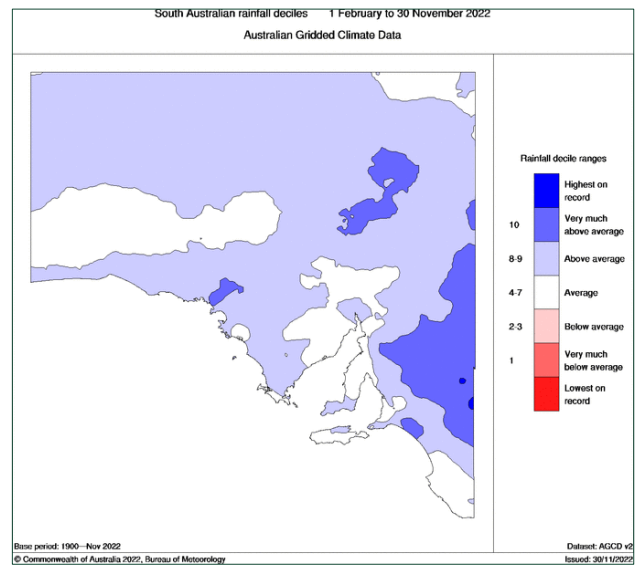 South Australian rainfall deciles 1 February to 30 November 2022
Australian Gridded Climate Data
Rainfall decile ranges
Highest on
record
10
Very much
above average
8-9
Above average
4-7
Average
2-3
Below average
1
Very much
below average
Lowest on
record
Base period: 1900—Nov 2022
Dataset: AGCD v2
© Commonwealth of Australia 2022, Bureau of Meteorology
Issued: 30/11/2022